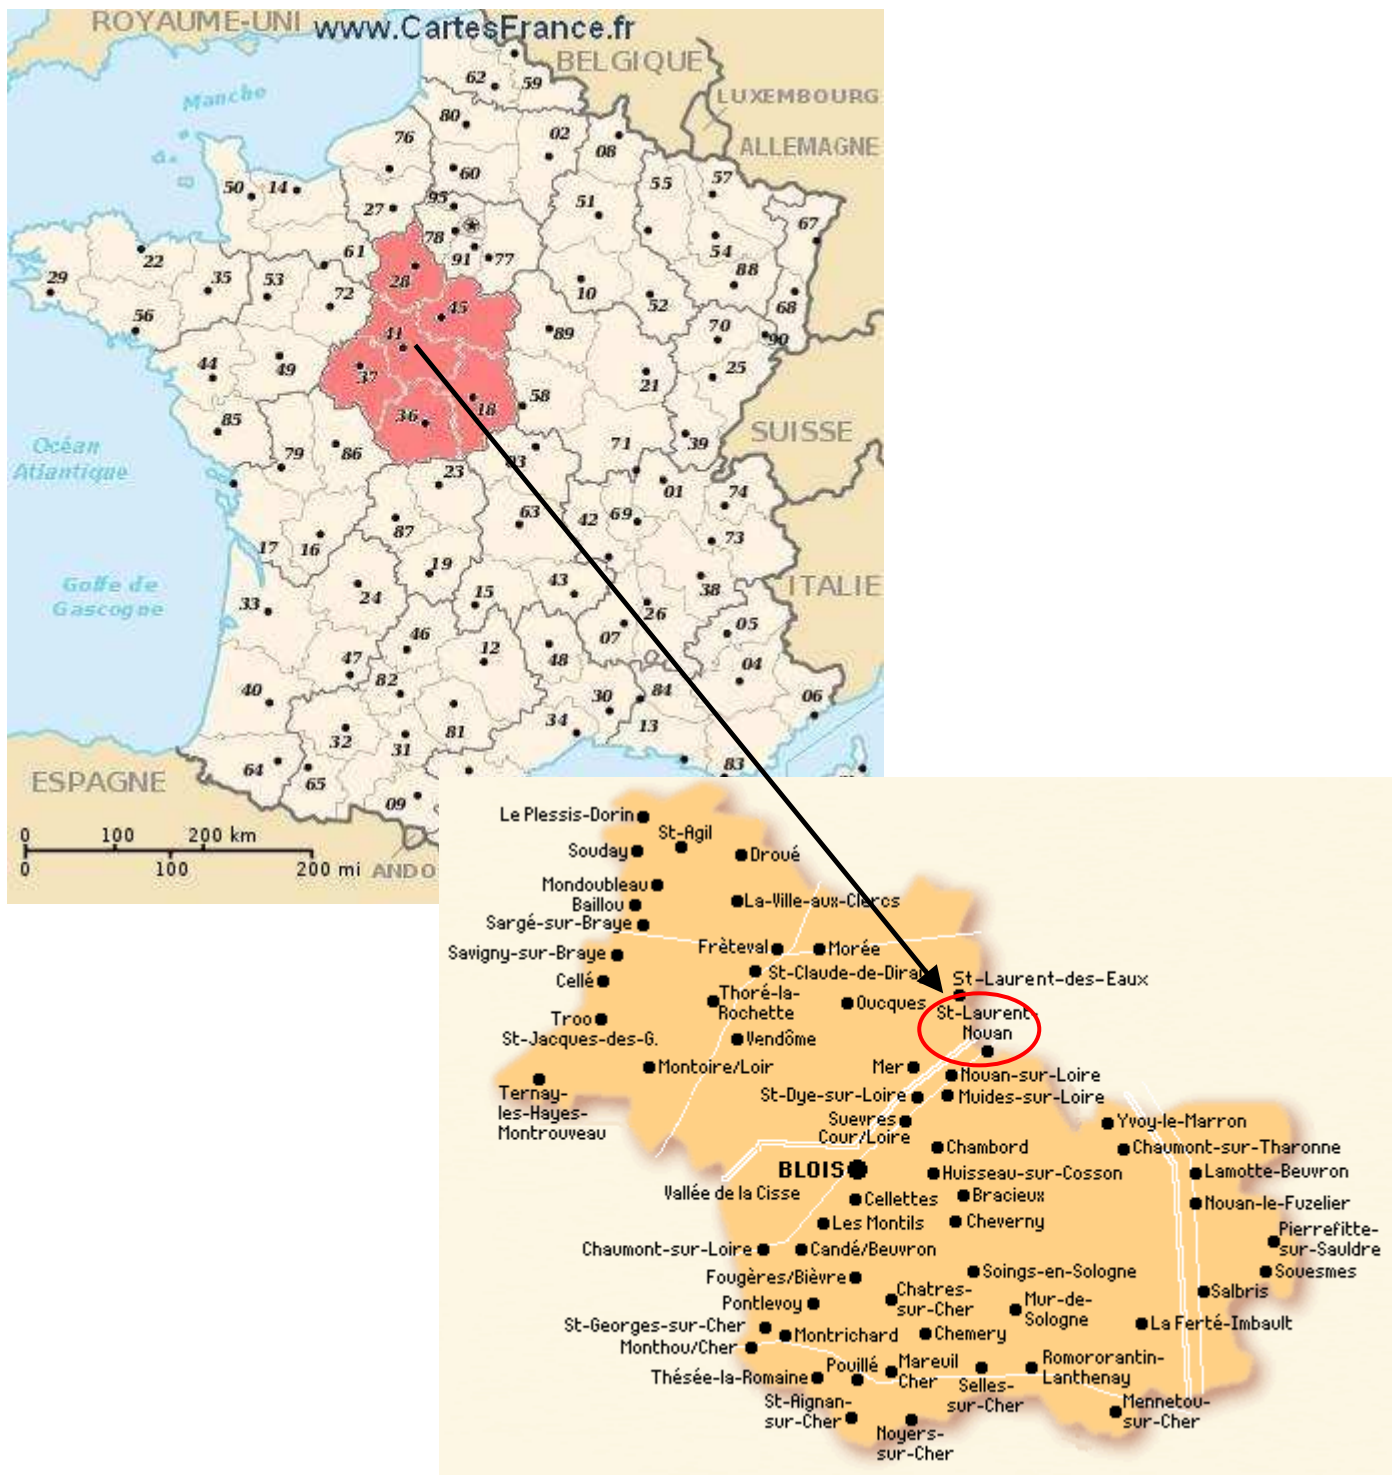 ROYAUME-UNI
www.CartesFrance.fr
BELGIQUE
LUXEMBOURG
ALLEMAGNE
Manche
62
59
80
76
02
08
60
50
14
27
95
51
55
57
67
78
61
91
77
54
88
22
29
35
53
72
28
45
10
52
68
56
41
89
70
90
44
49
37
21
25
58
85
36
18
SUISSE
Océan
Atlantique
79
86
71
39
03
23
01
74
63
42
69
87
73
17
16
19
43
38
ITALIE
Golfe de
Gascogne
33
24
15
26
05
46
07
12
48
04
47
82
40
30
84
06
34
13
81
32
31
83
64
65
09
ESPAGNE
0
100
200 km
100
200 mi
ANDO
Le Plessis-Dorin
St-Agil
Souday
Droué
Mondoubleau
Baillou
La-Ville-aux-Clercs
Sargé-sur-Braye
Savigny-sur-Braye
Frèteval
Morée
Cellé
St-Claude-de-Diray
St-Laurent-des-Eaux
Thoré-la-
Rochette
Oucques
St-Laurent-
Nouan
Troo
St-Jacques-des-G.
Vendôme
Montoire/Loir
Mer
Nouan-sur-Loire
Ternay-
les-Hayes-
Montrouveau
St-Dye-sur-Loire
Muides-sur-Loire
Suevres
Cour/Loire
Yvoy-le-Marron
Chambord
Chaumont-sur-Tharonne
BLOIS
Huisseau-sur-Cosson
Lamotte-Beuvron
Vallée de la Cisse
Cellettes
Bracieux
Nouan-le-Fuzelier
Les Montils
Cheverny
Pierrefitte-
sur-Sauldre
Chaumont-sur-Loire
Candé/Beuvron
Fougères/Bièvre
Soings-en-Sologne
Souesmes
Pontlevoy
Chatres-
sur-Cher
Mur-de-
Sologne
Salbris
St-Georges-sur-Cher
Montrichard
Chemery
La Ferté-Imbault
Monthou/Cher
Thésée-la-Romaine
Pouillé
Mareuil
Cher
Selles-
sur-Cher
Romororantin-
Lanthenay
St-Aignan-
sur-Cher
Noyers-
sur-Cher
Mennetou-
sur-Cher